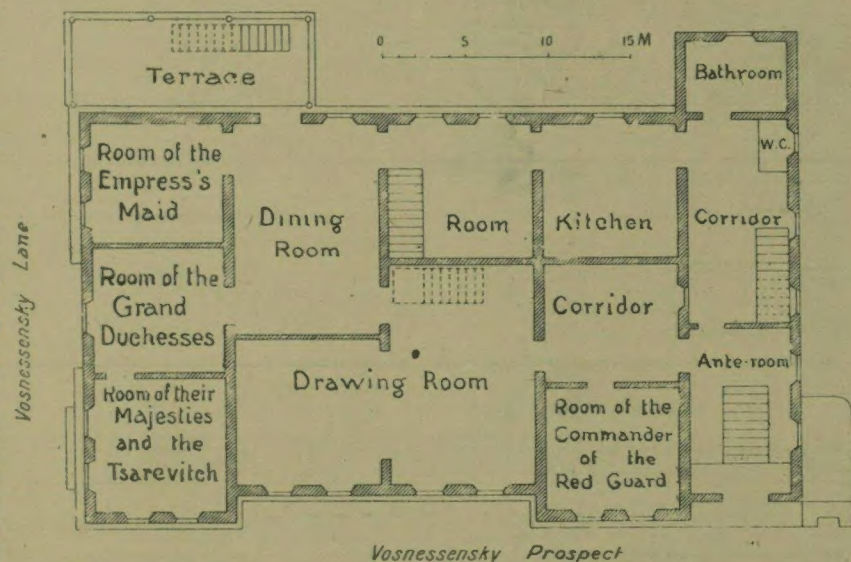 0 5 10 15 M
Terrace
Bathroom
W.C.
Room of the
Empress's
Maid
Dining
Room
Room
Kitchen
Corridor
Vosnessensky Lane
Room of the
Grand
Duchesses
Corridor
Room of their
Majesties
and the
Tsarevitch
Drawing Room
Room of the
Commander
of the
Red Guard
Ante-room
Vosnessensky Prospect